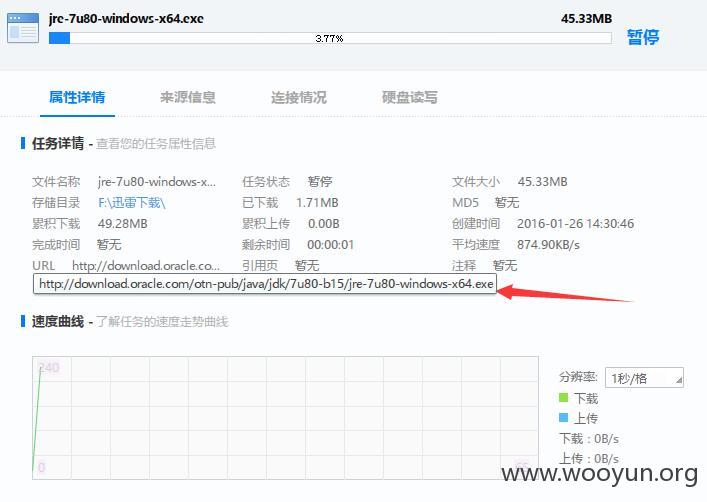 jre-7u80-windows-x64.exe 45.33MB
3.77% 暂停
属性详情 来源信息 连接情况 硬盘读写
任务详情 - 查看您的任务属性信息
文件名称 jre-7u80-windows-x... 任务状态 暂停 文件大小 45.33MB
存储目录 F:\迅雷下载\ 已下载 1.71MB MD5 暂无
累积下载 49.28MB 累积上传 0.00B 创建时间 2016-01-26 14:30:46
完成时间 暂无 剩余时间 00:00:01 平均速度 874.90KB/s
URL http://download.oracle.co... 引用页 暂无 注释 暂无
http://download.oracle.com/otn-pub/java/jdk/7u80-b15/jre-7u80-windows-x64.exe
速度曲线 - 了解任务的速度走势曲线
240
分辨率: 1秒/格
下载
上传
下载：0B/s
上传：0B/s
0
www.wooyun.org